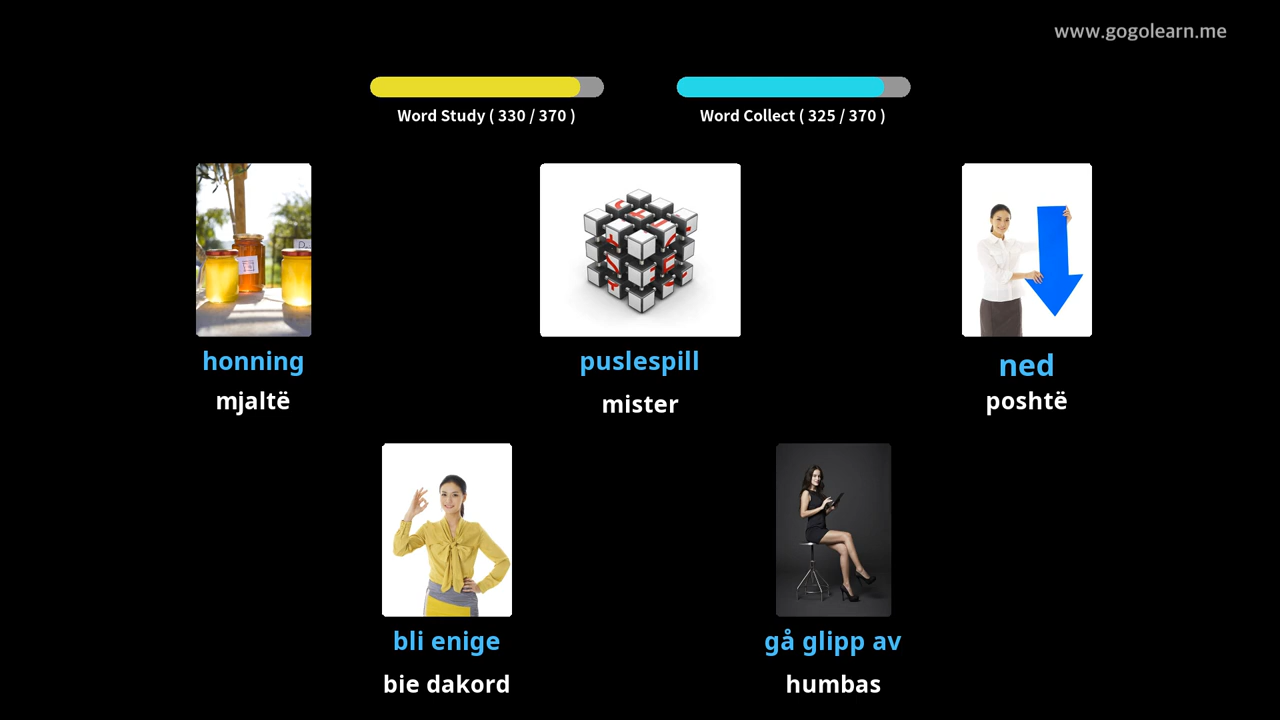 www.gogolearn.me
Word Study ( 330 / 370 )
Word Collect ( 325 / 370 )
honning
mjaltë
puslespill
mister
ned
poshtë
bli enige
bie dakord
gå glipp av
humbas